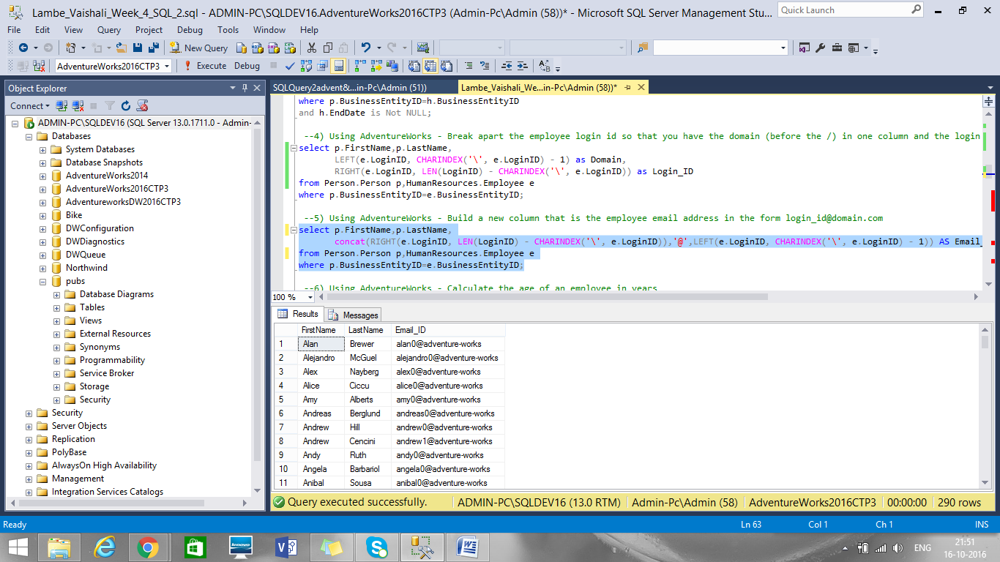 Lambe_Vaishali_Week_4_SQL_2.sql - ADMIN-PC\SQLDEV16.AdventureWorks2016CTP3 (Admin-Pc\Admin (58))* - Microsoft SQL Server Management Stu...
Quick Launch
File Edit View Query Project Debug Tools Window Help
New Query
MDX DMX XMLA
AdventureWorks2016CTP3 Execute Debug
Object Explorer
Connect
ADMIN-PC\SQLDEV16 (SQL Server 13.0.1711.0 - Admin-
Databases
System Databases
Database Snapshots
AdventureWorks2014
AdventureWorks2016CTP3
AdventureworksDW2016CTP3
Bike
DWConfiguration
DWDiagnostics
DWQueue
Northwind
pubs
Database Diagrams
Tables
Views
External Resources
Synonyms
Programmability
Service Broker
Storage
Security
Security
Server Objects
Replication
PolyBase
AlwaysOn High Availability
Management
Integration Services Catalogs
SQLQuery2advent&...in-Pc\Admin (51)) Lambe_Vaishali_We...in-Pc\Admin (58))*
where p.BusinessEntityID=h.BusinessEntityID
and h.EndDate is Not NULL;
--4) Using AdventureWorks - Break apart the employee login id so that you have the domain (before the /) in one column and the login
select p.FirstName,p.LastName,
LEFT(e.LoginID, CHARINDEX('\', e.LoginID) - 1) as Domain,
RIGHT(e.LoginID, LEN(LoginID) - CHARINDEX('\', e.LoginID)) as Login_ID
from Person.Person p,HumanResources.Employee e
where p.BusinessEntityID=e.BusinessEntityID;
--5) Using AdventureWorks - Build a new column that is the employee email address in the form login_id@domain.com
select p.FirstName,p.LastName,
concat(RIGHT(e.LoginID, LEN(LoginID) - CHARINDEX('\', e.LoginID)),'@',LEFT(e.LoginID, CHARINDEX('\', e.LoginID) - 1)) AS Email_
from Person.Person p,HumanResources.Employee e
where p.BusinessEntityID=e.BusinessEntityID;
--6) Using AdventureWorks - Calculate the age of an employee in years
100 %
Results Messages
FirstName LastName Email_ID
1 Alan Brewer alan0@adventure-works
2 Alejandro McGuel alejandro0@adventure-works
3 Alex Nayberg alex0@adventure-works
4 Alice Ciccu alice0@adventure-works
5 Amy Alberts amy0@adventure-works
6 Andreas Berglund andreas0@adventure-works
7 Andrew Hill andrew0@adventure-works
8 Andrew Cencini andrew1@adventure-works
9 Andy Ruth andy0@adventure-works
10 Angela Barbariol angela0@adventure-works
11 Anibal Sousa anibal0@adventure-works
Query executed successfully. ADMIN-PC\SQLDEV16 (13.0 RTM) Admin-Pc\Admin (58) AdventureWorks2016CTP3 00:00:00 290 rows
Ready Ln 63 Col 1 Ch 1 INS
lenovo
ENG
21:51
16-10-2016